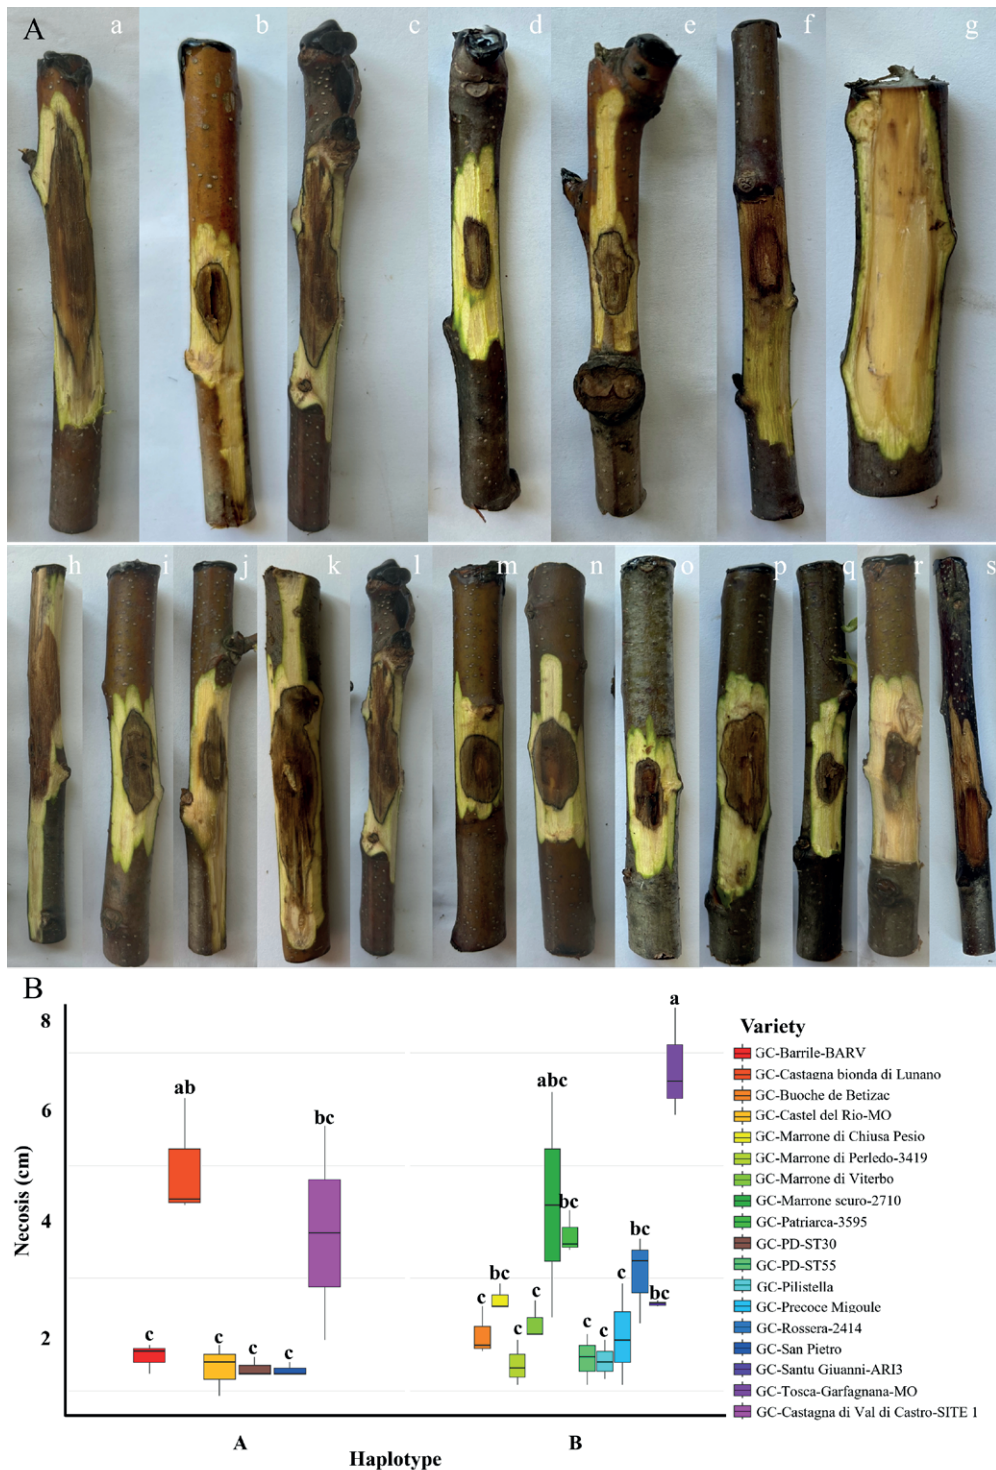 A
a b c d e f g
h i j k l m n o p q r s
B
8
6
4
2
Necosis (cm)
ab
bc
c
c
c
c
a
abc
bc
bc
bc
c
c
c
bc
c
c
c
A
B
Haplotype
Variety
GC-Barrile-BARV
GC-Castagna bionda di Lunano
GC-Buoche de Betizac
GC-Castel del Rio-MO
GC-Marrone di Chiusa Pesio
GC-Marrone di Perledo-3419
GC-Marrone di Viterbo
GC-Marrone scuro-2710
GC-Patriarca-3595
GC-PD-ST30
GC-PD-ST55
GC-Pilistella
GC-Precoce Migoule
GC-Rossera-2414
GC-San Pietro
GC-Santu Giuanni-ARI3
GC-Tosca-Garfagnana-MO
GC-Castagna di Val di Castro-SITE 1